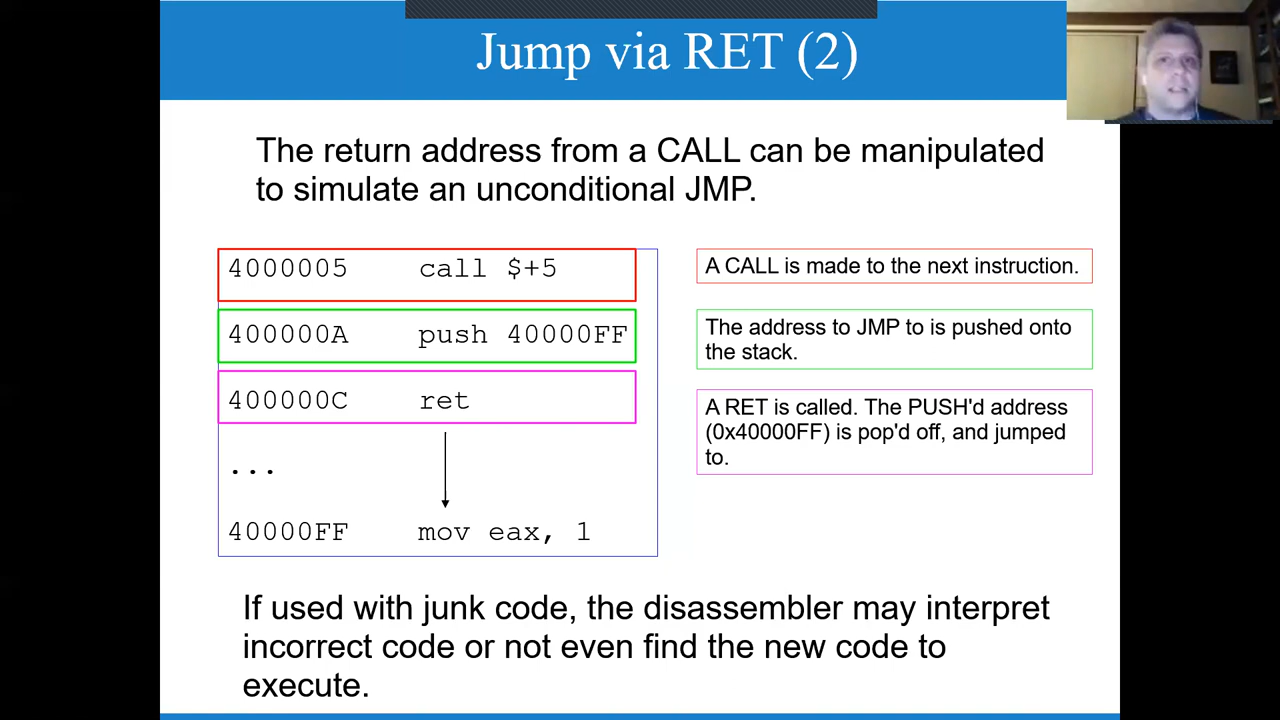 Jump via RET (2)
The return address from a CALL can be manipulated
to simulate an unconditional JMP.
4000005 call $+5
A CALL is made to the next instruction.
400000A push 40000FF
The address to JMP to is pushed onto
the stack.
400000C ret
A RET is called. The PUSH'd address
(0x40000FF) is pop'd off, and jumped
to.
...
40000FF mov eax, 1
If used with junk code, the disassembler may interpret
incorrect code or not even find the new code to
execute.